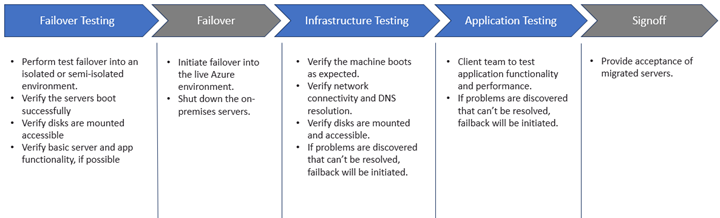 Failover Testing
Failover
Infrastructure Testing
Application Testing
Signoff
• Perform test failover into an
isolated or semi-isolated
environment.
• Verify the servers boot
successfully
• Verify disks are mounted
accessible
• Verify basic server and app
functionality, if possible
• Initiate failover into
the live Azure
environment.
• Shut down the on-
premises servers.
• Verify the machine boots
as expected.
• Verify network
connectivity and DNS
resolution.
• Verify disks are mounted
and accessible.
• If problems are discovered
that can't be resolved,
failback will be initiated.
• Client team to test
application functionality
and performance.
• If problems are discovered
that can't be resolved,
failback will be initiated.
• Provide acceptance of
migrated servers.